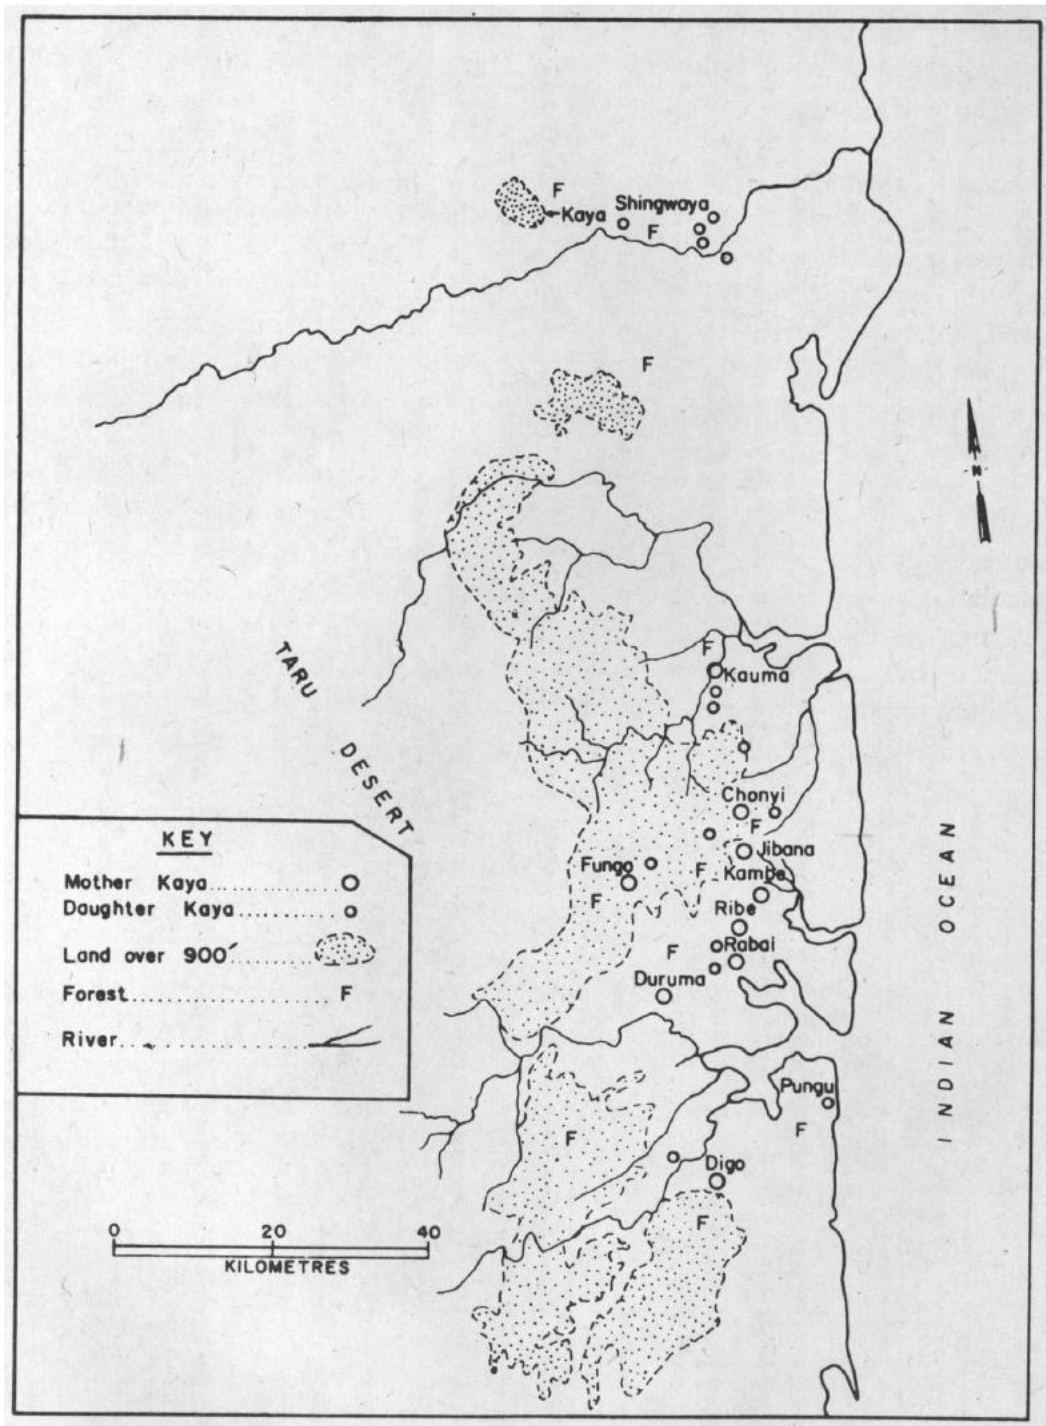 F
Shingwaya
Kaya
F
F
N
TARU DESERT
F
Kauma
Chonyi
F
Jibana
Fungo
F
Kambe
F
Ribe
F
Rabai
Duruma
INDIAN OCEAN
Pungu
F
F
Digo
F
KEY
Mother Kaya
Daughter Kaya
Land over 900'
Forest F
River
0 20 40
KILOMETRES